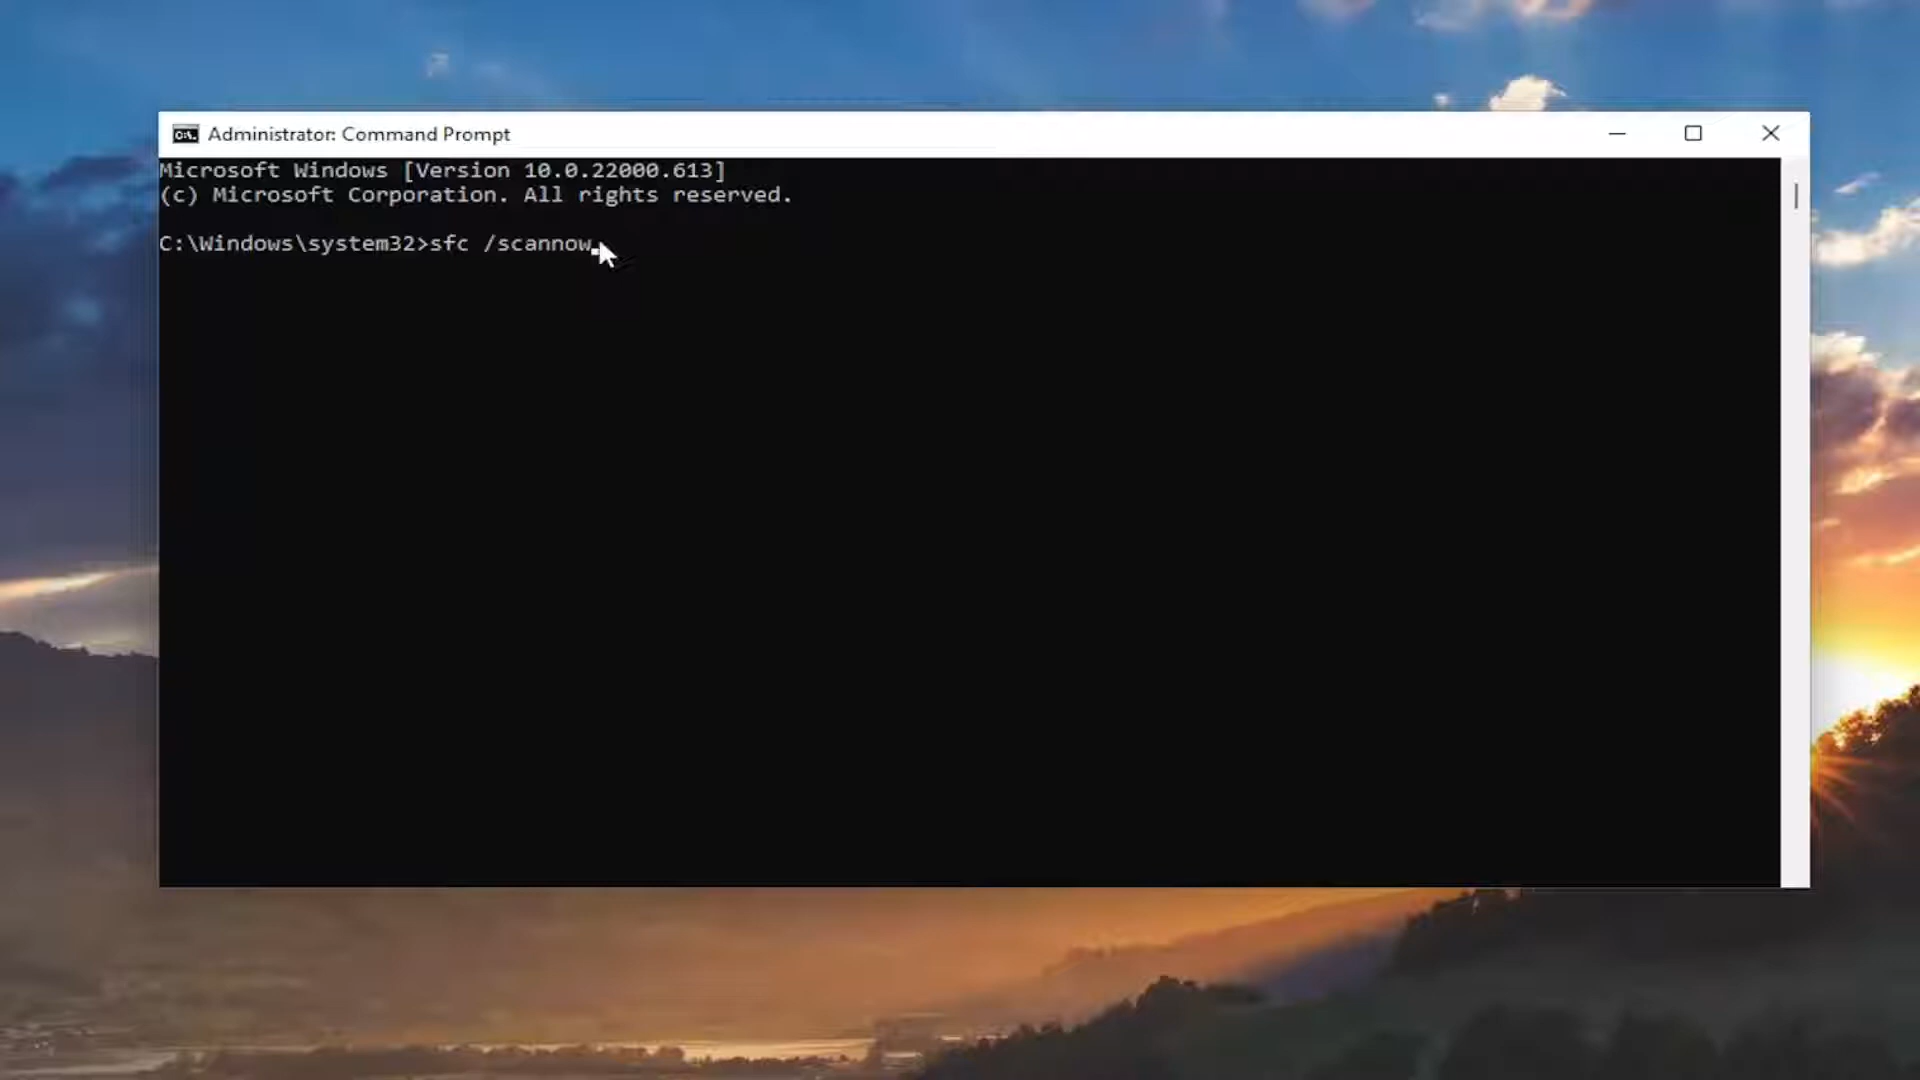 Administrator: Command Prompt
Microsoft Windows [Version 10.0.22000.613]
(c) Microsoft Corporation. All rights reserved.
C:\Windows\system32>sfc /scannow